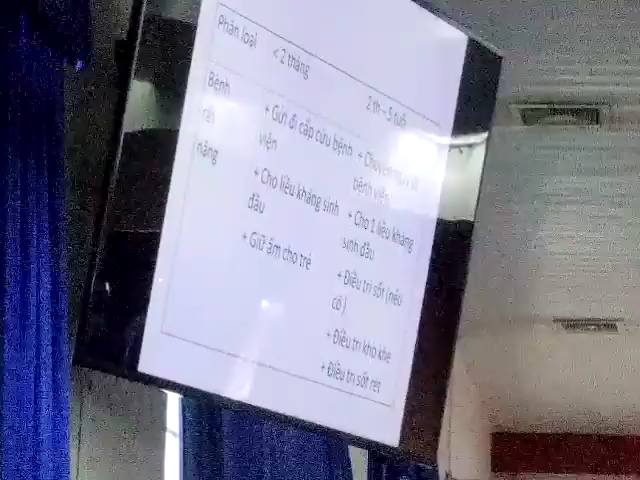 Phân loại
< 2 tháng
2 th – 5 tuổi
Bệnh
rất
nặng
+ Gửi đi cấp cứu bệnh
viện
+ Cho liều kháng sinh
đầu
+ Giữ ấm cho trẻ
+ Chuyển
bệnh viện
+ Cho 1 liều kháng
sinh đầu
+ Điều trị sốt (nếu
có)
+ Điều trị khò khè
+ Điều trị sốt rét